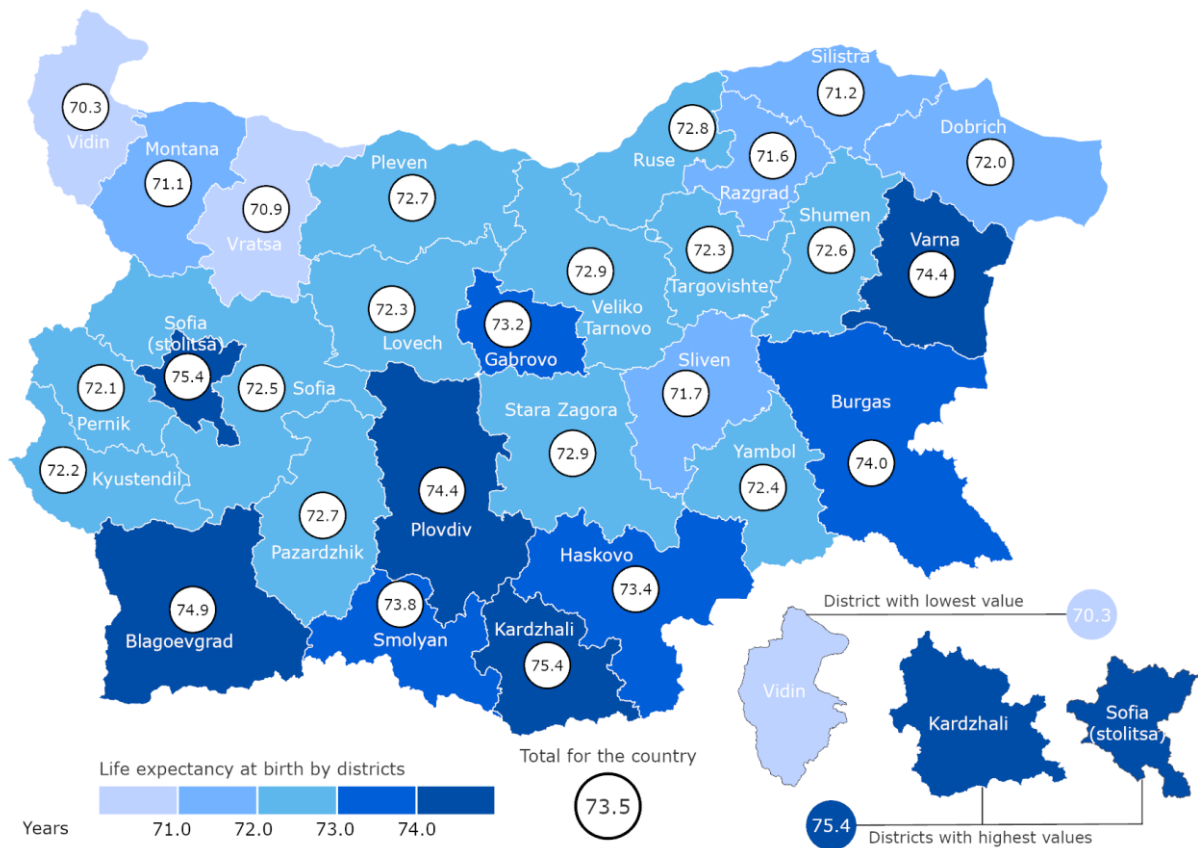 Silistra
71.2
70.3
Vidin
Montana
71.1
70.9
Vratsa
Pleven
72.7
72.8
Ruse
71.6
Razgrad
Dobrich
72.0
Shumen
72.6
Varna
74.4
72.3
Targovishte
72.9
Veliko
Tarnovo
72.3
Lovech
73.2
Gabrovo
Sofia
(stolitsa)
75.4
72.1
Pernik
72.5
Sofia
Sliven
71.7
Burgas
74.0
Stara Zagora
72.9
Yambol
72.4
72.2
Kyustendil
74.4
Plovdiv
72.7
Pazardzhik
Haskovo
73.4
74.9
Blagoevgrad
73.8
Smolyan
Kardzhali
75.4
District with lowest value
70.3
Vidin
Kardzhali
Sofia
(stolitsa)
75.4
Districts with highest values
Total for the country
73.5
Life expectancy at birth by districts
Years 71.0 72.0 73.0 74.0